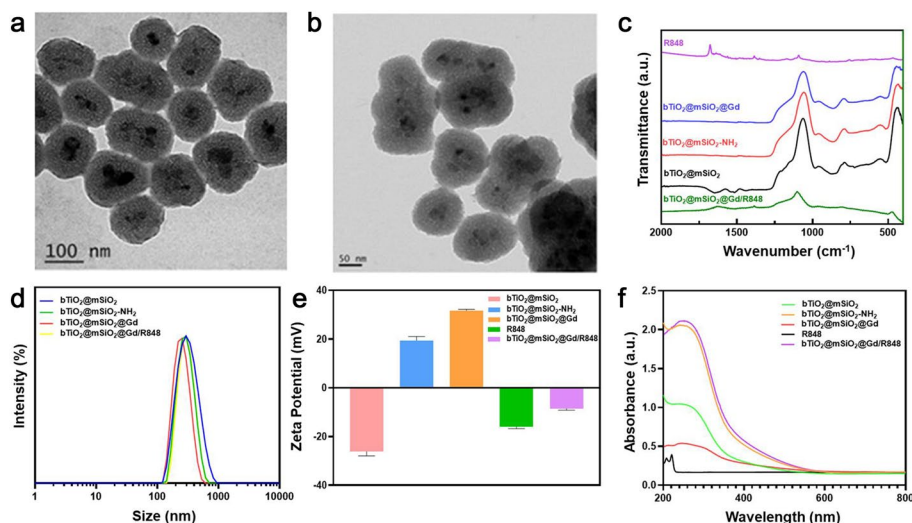 a
100 nm
b
50 nm
c
Transmittance (a.u.)
R848
bTiO₂@mSiO₂@Gd
bTiO₂@mSiO₂-NH₂
bTiO₂@mSiO₂
bTiO₂@mSiO₂@Gd/R848
2000 1500 1000 500
Wavenumber (cm⁻¹)
d
Intensity (%)
bTiO₂@mSiO₂
bTiO₂@mSiO₂-NH₂
bTiO₂@mSiO₂@Gd
bTiO₂@mSiO₂@Gd/R848
1 10 100 1000 10000
Size (nm)
e
Zeta Potential (mV)
40
20
0
-20
-40
bTiO₂@mSiO₂
bTiO₂@mSiO₂-NH₂
bTiO₂@mSiO₂@Gd
R848
bTiO₂@mSiO₂@Gd/R848
f
Absorbance (a.u.)
2.5
2.0
1.5
1.0
0.5
0.0
bTiO₂@mSiO₂
bTiO₂@mSiO₂-NH₂
bTiO₂@mSiO₂@Gd
R848
bTiO₂@mSiO₂@Gd/R848
200 400 600 800
Wavelength (nm)